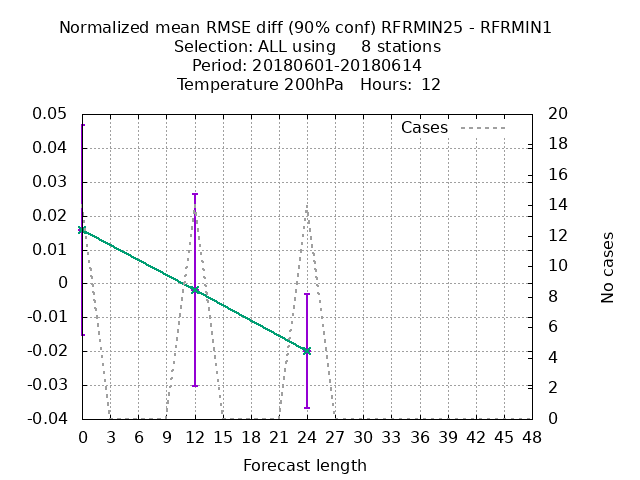 Normalized mean RMSE diff (90% conf) RFRMIN25 - RFRMIN1
Selection: ALL using     8 stations
Period: 20180601-20180614
Temperature 200hPa   Hours:  12
Cases
0.05
0.04
0.03
0.02
0.01
0
-0.01
-0.02
-0.03
-0.04
20
18
16
14
12
10
8
6
4
2
0
No cases
0 3 6 9 12 15 18 21 24 27 30 33 36 39 42 45 48
Forecast length